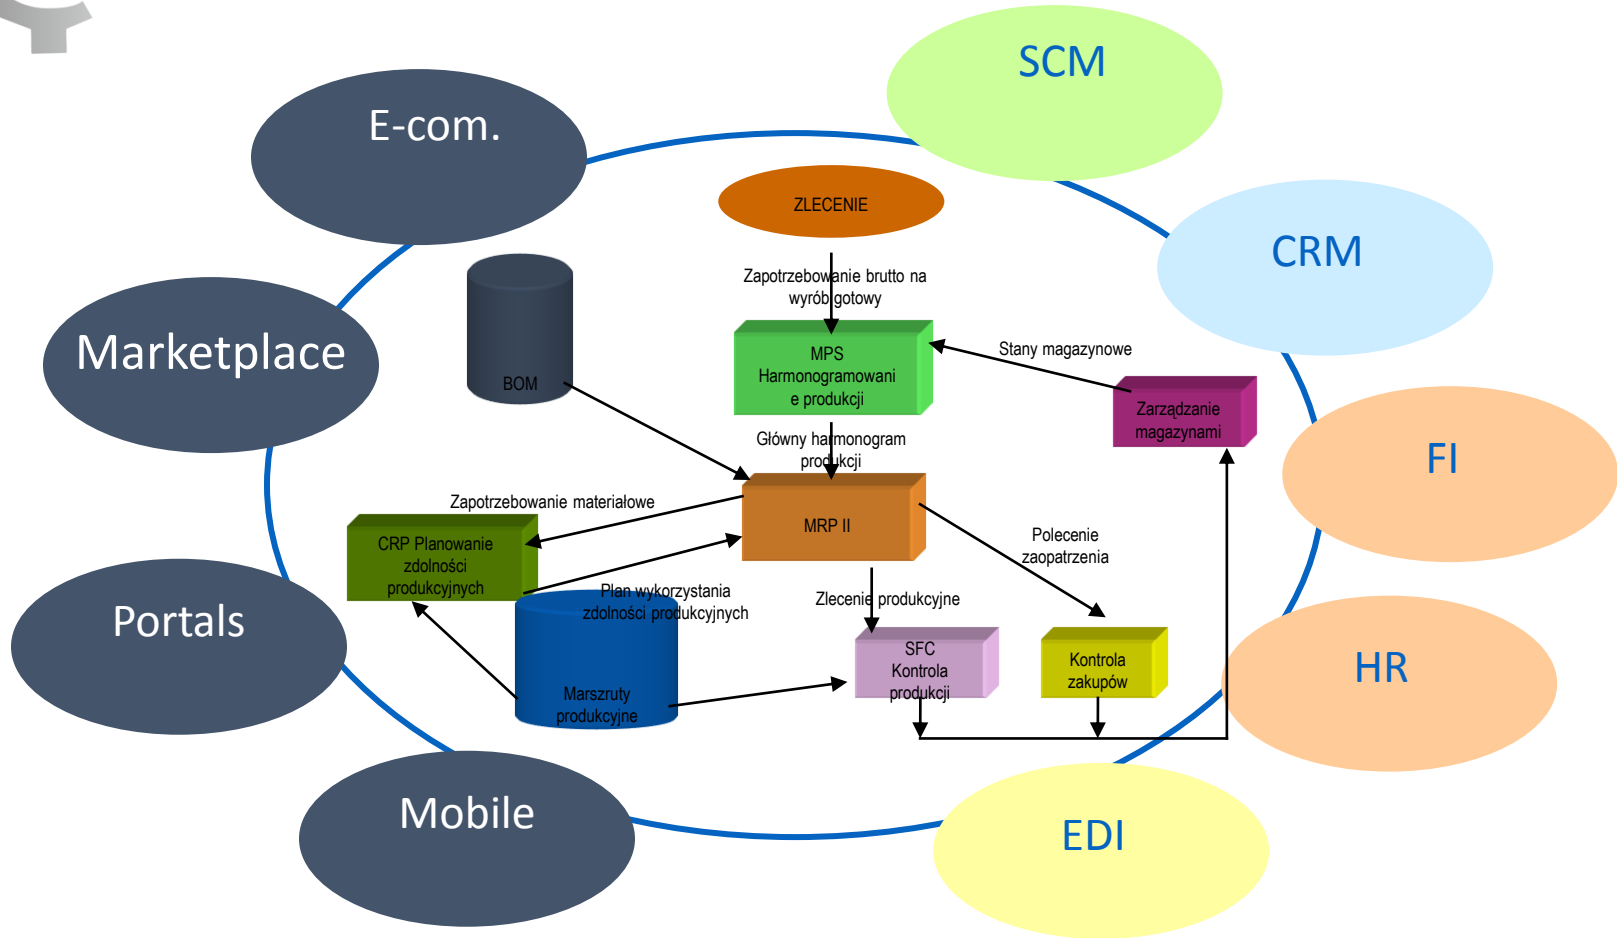 SCM
E-com.
ZLECENIE
CRM
Zapotrzebowanie brutto na
wyrób gotowy
Marketplace
BOM
MPS
Harmonogramowani
e produkcji
Stany magazynowe
Zarządzanie
magazynami
Główny harmonogram
produkcji
FI
Zapotrzebowanie materiałowe
MRP II
CRP Planowanie
zdolności
produkcyjnych
Polecenie
zaopatrzenia
Plan wykorzystania
zdolności produkcyjnych
Zlecenie produkcyjne
Portals
SFC
Kontrola
produkcji
Kontrola
zakupów
HR
Marszruty
produkcyjne
Mobile
EDI